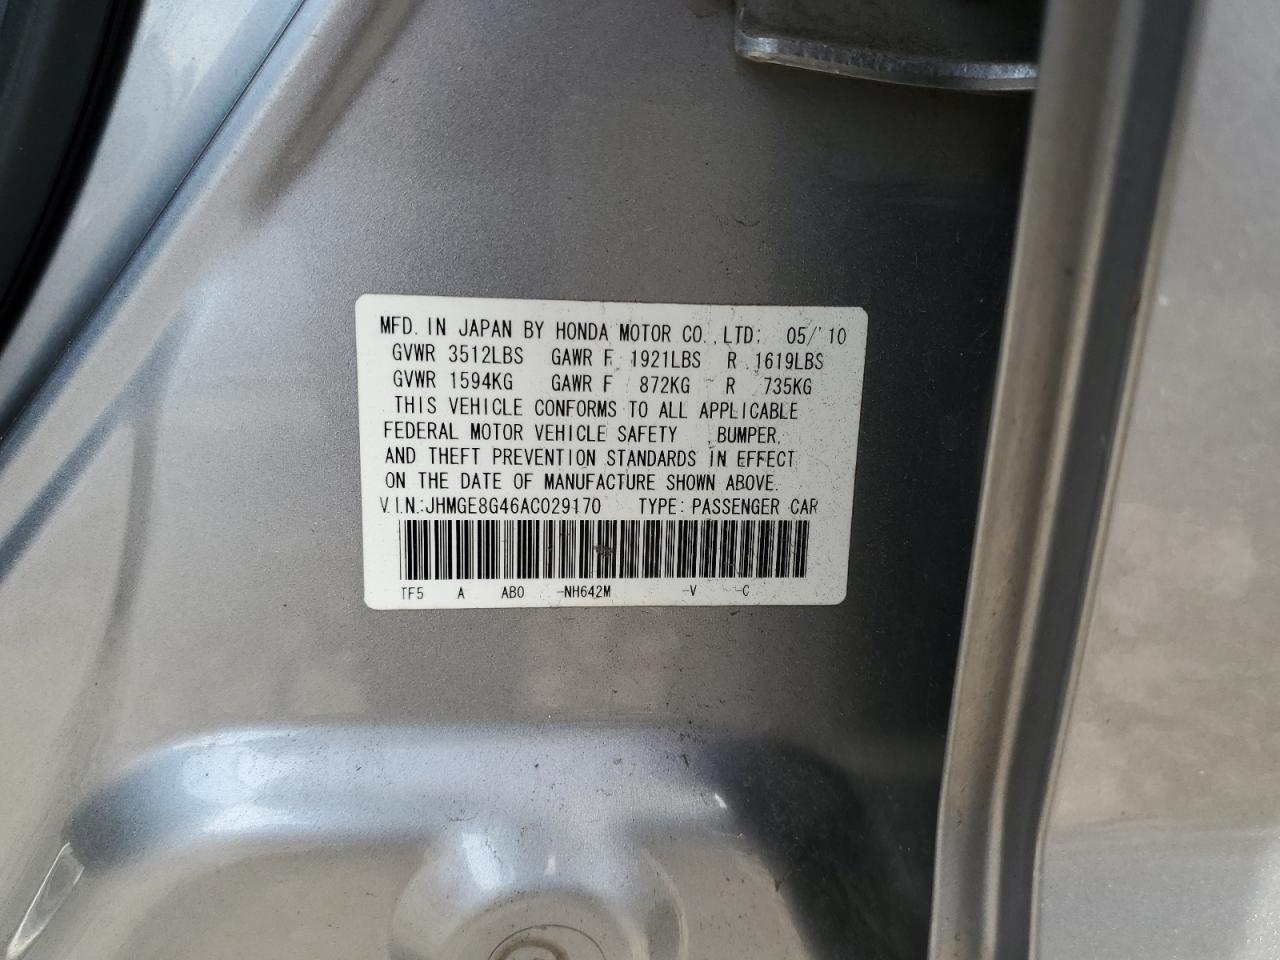 MFD. IN JAPAN BY HONDA MOTOR CO., LTD; 05/'10
GVWR 3512LBS GAWR F 1921LBS R 1619LBS
GVWR 1594KG GAWR F 872KG R 735KG
THIS VEHICLE CONFORMS TO ALL APPLICABLE
FEDERAL MOTOR VEHICLE SAFETY ,BUMPER,
AND THEFT PREVENTION STANDARDS IN EFFECT
ON THE DATE OF MANUFACTURE SHOWN ABOVE.
V.I.N.:JHMGE8G46AC029170 TYPE: PASSENGER CAR
TF5 A AB0 -NH642M -V -C